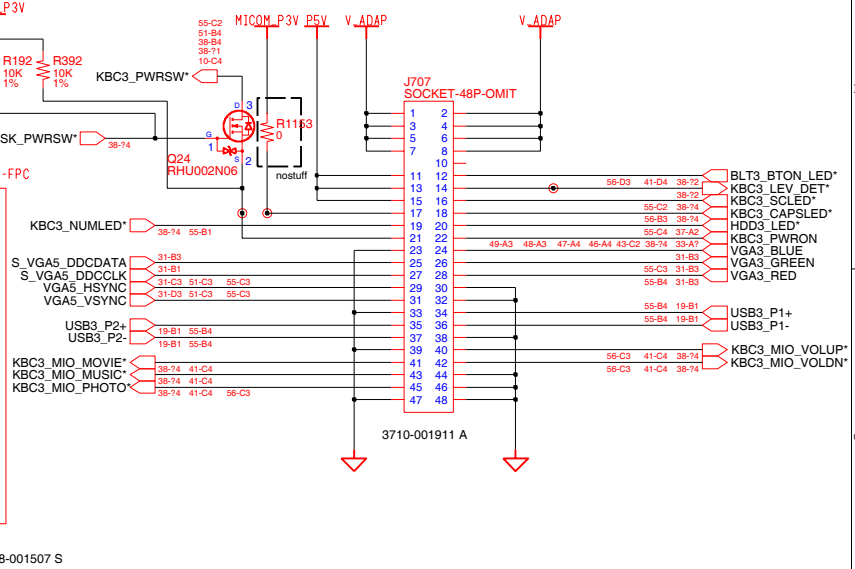 P3V
55-C2
51-B4
38-B4
38-?1
10-C4
MICOM_P3V P5V V_ADAP V_ADAP
R192
10K
1%
R392
10K
1%
KBC3_PWRSW*
J707
SOCKET-48P-OMIT
D 3
R1153
0
G
1
S 2
SK_PWRSW*
38-?4
Q24
RHU002N06
nostuff
-FPC
1 2
3 4
5 6
7 8
10
11 12 BLT3_BTON_LED*
56-D3 41-D4 38-?2
13 14 KBC3_LEV_DET*
38-?2
15 16 KBC3_SCLED*
55-C2 38-?4
17 18 KBC3_CAPSLED*
56-B3 38-?4
KBC3_NUMLED* 19 20 HDD3_LED*
38-?4 55-B1
55-C4 37-A2
21 22 KBC3_PWRON
49-A3 48-A3 47-A4 46-A4 43-C2 38-?4 33-A?
23 24 VGA3_BLUE
31-B3
S_VGA5_DDCDATA 31-B3 25 26 VGA3_GREEN
55-C3 31-B3
S_VGA5_DDCCLK 31-B1 27 28 VGA3_RED
55-B4 31-B3
VGA5_HSYNC 31-C3 51-C3 55-C3 29 30
VGA5_VSYNC 31-D3 51-C3 55-C3 31 32
55-B4 19-B1
33 34 USB3_P1+
55-B4 19-B1
USB3_P2+ 35 36 USB3_P1-
19-B1 55-B4
USB3_P2- 37 38
19-B1 55-B4
39 40 KBC3_MIO_VOLUP*
56-C3 41-C4 38-?4
KBC3_MIO_MOVIE* 41 42 KBC3_MIO_VOLDN*
38-?4 41-C4
56-C3 41-C4 38-?4
KBC3_MIO_MUSIC* 43 44
38-?4 41-C4
KBC3_MIO_PHOTO* 45 46
38-?4 41-C4 56-C3
47 48
3710-001911 A
8-001507 S